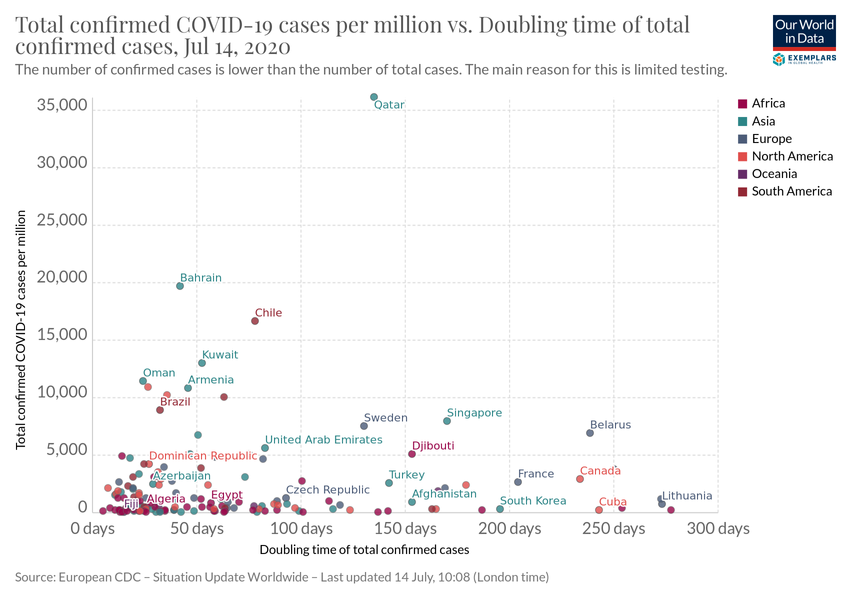 Total confirmed COVID-19 cases per million vs. Doubling time of total
confirmed cases, Jul 14, 2020
Our World
in Data
The number of confirmed cases is lower than the number of total cases. The main reason for this is limited testing.
EXEMPLARS
IN GLOBAL HEALTH
35,000
Qatar
Africa
Asia
Europe
North America
Oceania
South America
30,000
25,000
Total confirmed COVID-19 cases per million
20,000
Bahrain
Chile
15,000
Kuwait
Oman
Armenia
10,000
Brazil
Sweden
Singapore
Belarus
United Arab Emirates
Djibouti
5,000
Dominican Republic
Azerbaijan
Turkey
France
Canada
Algeria
Egypt
Czech Republic
Afghanistan
Lithuania
Fiji
South Korea
Cuba
0
0 days
50 days
100 days
150 days
200 days
250 days
300 days
Doubling time of total confirmed cases
Source: European CDC – Situation Update Worldwide – Last updated 14 July, 10:08 (London time)